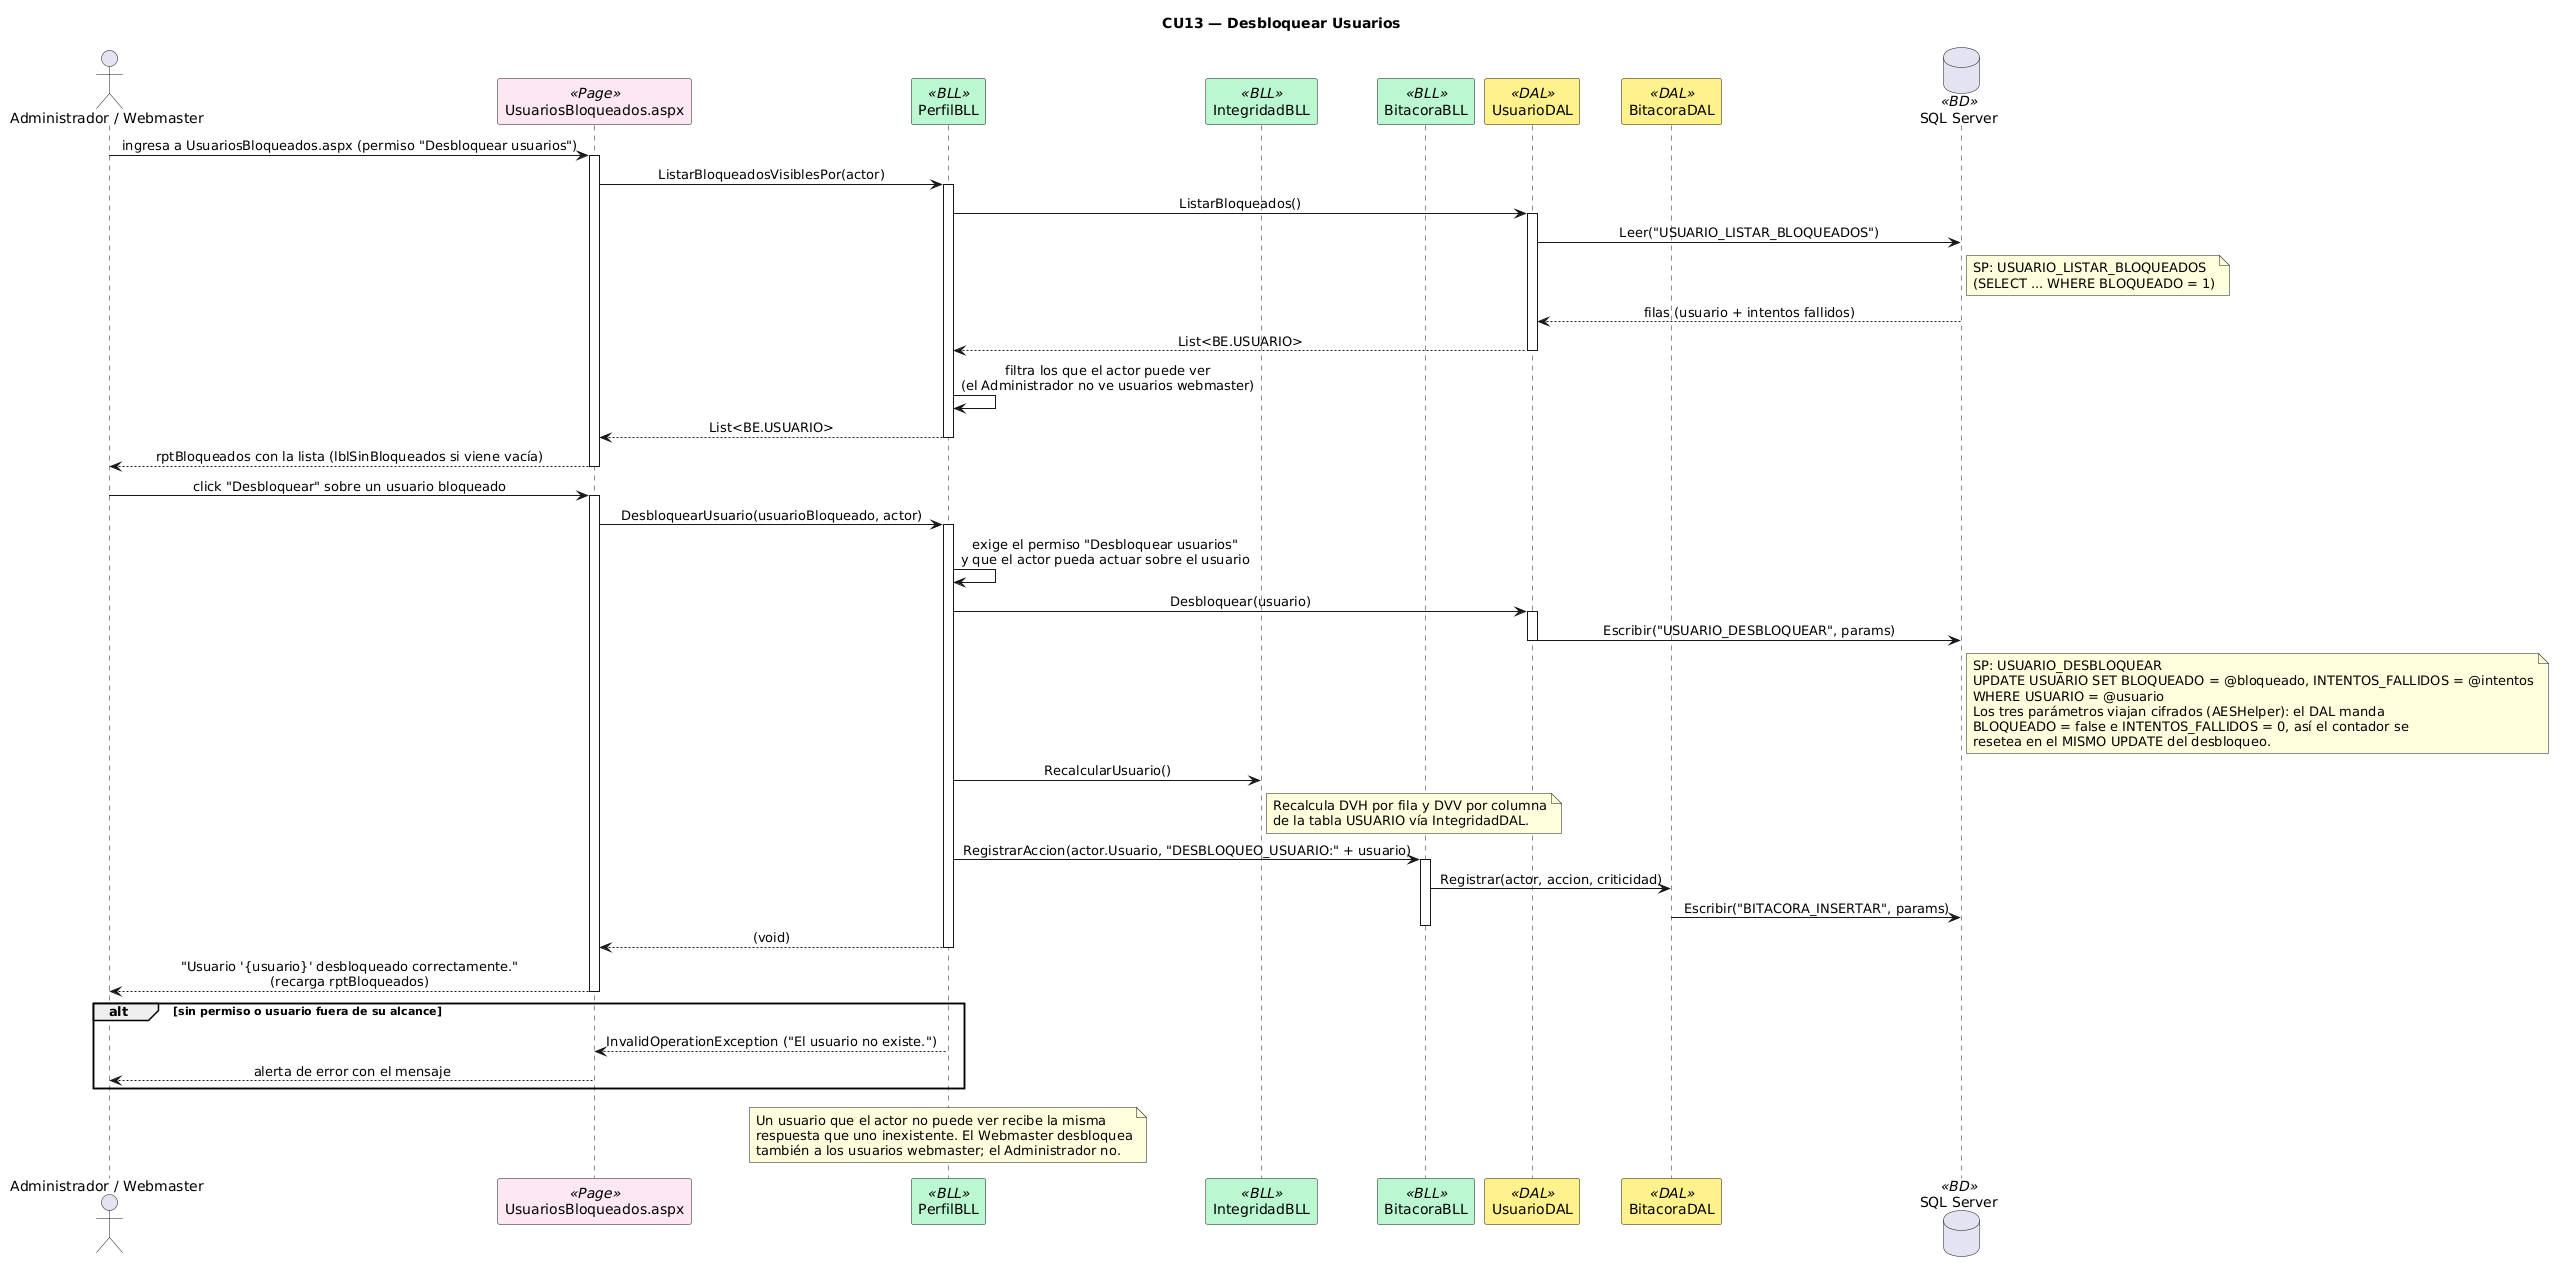 CU13 — Desbloquear Usuarios
Administrador / Webmaster
«Page»
UsuariosBloqueados.aspx
«BLL»
PerfilBLL
«BLL»
IntegridadBLL
«BLL»
BitacoraBLL
«DAL»
UsuarioDAL
«DAL»
BitacoraDAL
«BD»
SQL Server
ingresa a UsuariosBloqueados.aspx (permiso "Desbloquear usuarios")
ListarBloqueadosVisiblesPor(actor)
ListarBloqueados()
Leer("USUARIO_LISTAR_BLOQUEADOS")
SP: USUARIO_LISTAR_BLOQUEADOS
(SELECT ... WHERE BLOQUEADO = 1)
filas (usuario + intentos fallidos)
List<BE.USUARIO>
filtra los que el actor puede ver
(el Administrador no ve usuarios webmaster)
List<BE.USUARIO>
rptBloqueados con la lista (lblSinBloqueados si viene vacía)
click "Desbloquear" sobre un usuario bloqueado
DesbloquearUsuario(usuarioBloqueado, actor)
exige el permiso "Desbloquear usuarios"
y que el actor pueda actuar sobre el usuario
Desbloquear(usuario)
Escribir("USUARIO_DESBLOQUEAR", params)
SP: USUARIO_DESBLOQUEAR
UPDATE USUARIO SET BLOQUEADO = @bloqueado, INTENTOS_FALLIDOS = @intentos
WHERE USUARIO = @usuario
Los tres parámetros viajan cifrados (AESHelper): el DAL manda
BLOQUEADO = false e INTENTOS_FALLIDOS = 0, así el contador se
resetea en el MISMO UPDATE del desbloqueo.
RecalcularUsuario()
Recalcula DVH por fila y DVV por columna
de la tabla USUARIO vía IntegridadDAL.
RegistrarAccion(actor.Usuario, "DESBLOQUEO_USUARIO:" + usuario)
Registrar(actor, accion, criticidad)
Escribir("BITACORA_INSERTAR", params)
(void)
"Usuario '{usuario}' desbloqueado correctamente."
(recarga rptBloqueados)
alt [sin permiso o usuario fuera de su alcance]
InvalidOperationException ("El usuario no existe.")
alerta de error con el mensaje
Un usuario que el actor no puede ver recibe la misma
respuesta que uno inexistente. El Webmaster desbloquea
también a los usuarios webmaster; el Administrador no.
Administrador / Webmaster
«Page»
UsuariosBloqueados.aspx
«BLL»
PerfilBLL
«BLL»
IntegridadBLL
«BLL»
BitacoraBLL
«DAL»
UsuarioDAL
«DAL»
BitacoraDAL
«BD»
SQL Server